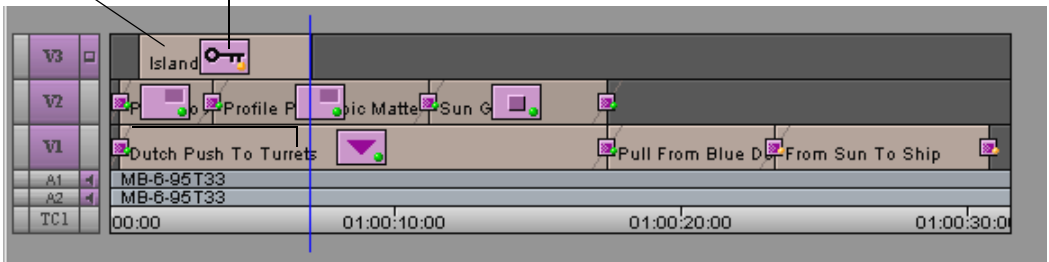 V3 Island
V2 P Profile P pic Matte Sun G
V1 Dutch Push To Turrets Pull From Blue D From Sun To Ship
A1 MB-6-95T33
A2 MB-6-95T33
TC1 00:00 01:00:10:00 01:00:20:00 01:00:30:0